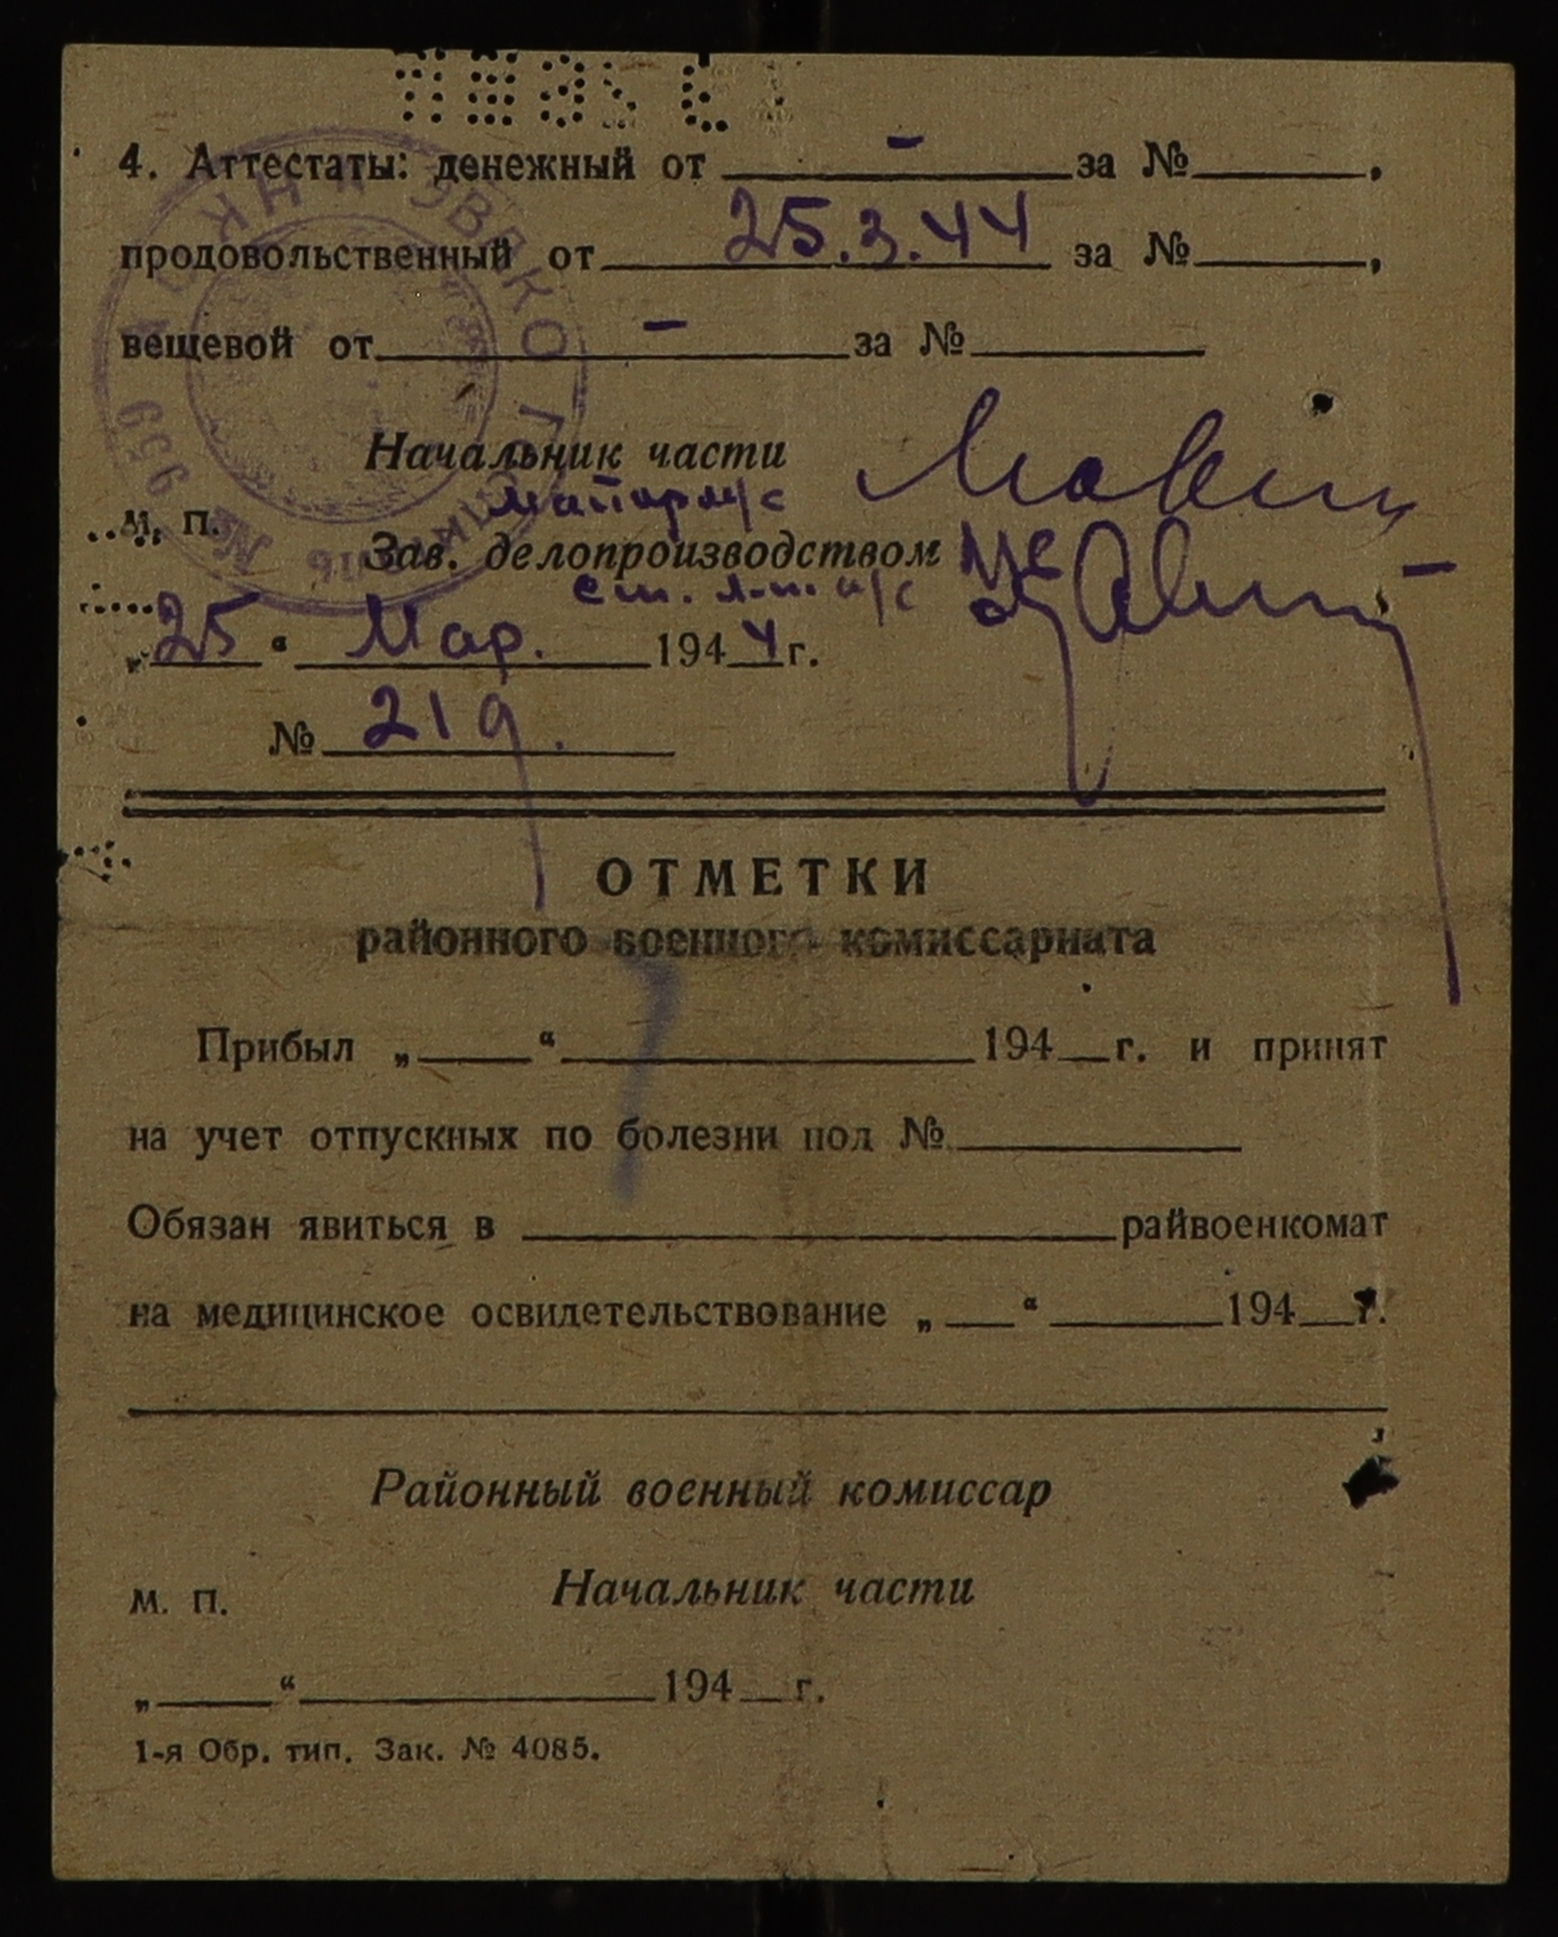 4. Аттестаты: денежный от — за №,
продовольственный от 25.3.44 за №,
вещевой от — за №
Начальник части
майор м/с
М. П.
Зав. делопроизводством
ст. л-т а/с
„25“ Мар. 1944 г.
№ 219.
ОТМЕТКИ
районного военного комиссариата
Прибыл „ “ 194 г. и принят
на учет отпускных по болезни под №
Обязан явиться в райвоенкомат
на медицинское освидетельствование „ “ 194 г.
Районный военный комиссар
М. П. Начальник части
„ “ 194 г.
1-я Обр. тип. Зак. № 4085.